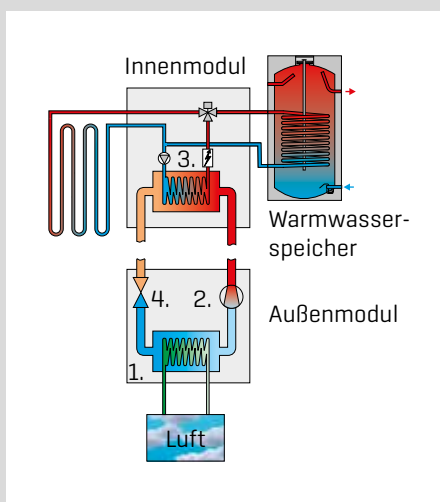 Innenmodul
3.
Warmwasser-
speicher
4.
2.
Außenmodul
1.
Luft